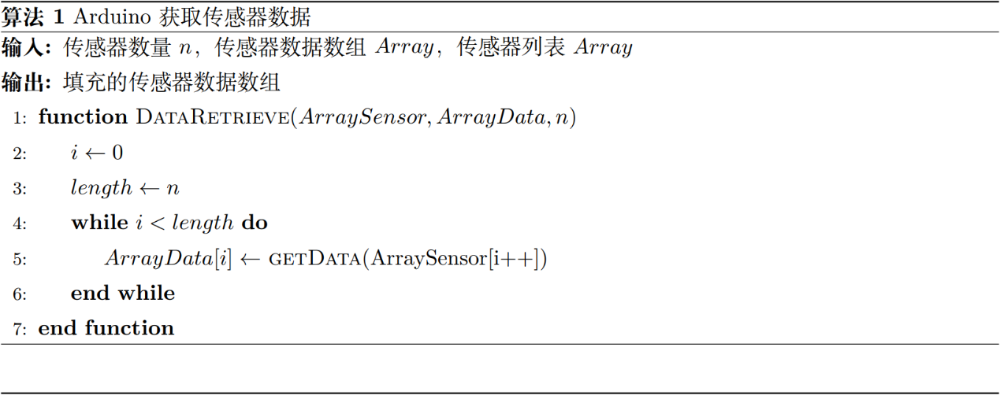 算法 1 Arduino 获取传感器数据
输入: 传感器数量 n，传感器数据数组 Array，传感器列表 Array
输出: 填充的传感器数据数组
1: function DATARETRIEVE(ArraySensor, ArrayData, n)
2: i ← 0
3: length ← n
4: while i < length do
5: ArrayData[i] ← GETDATA(ArraySensor[i++])
6: end while
7: end function